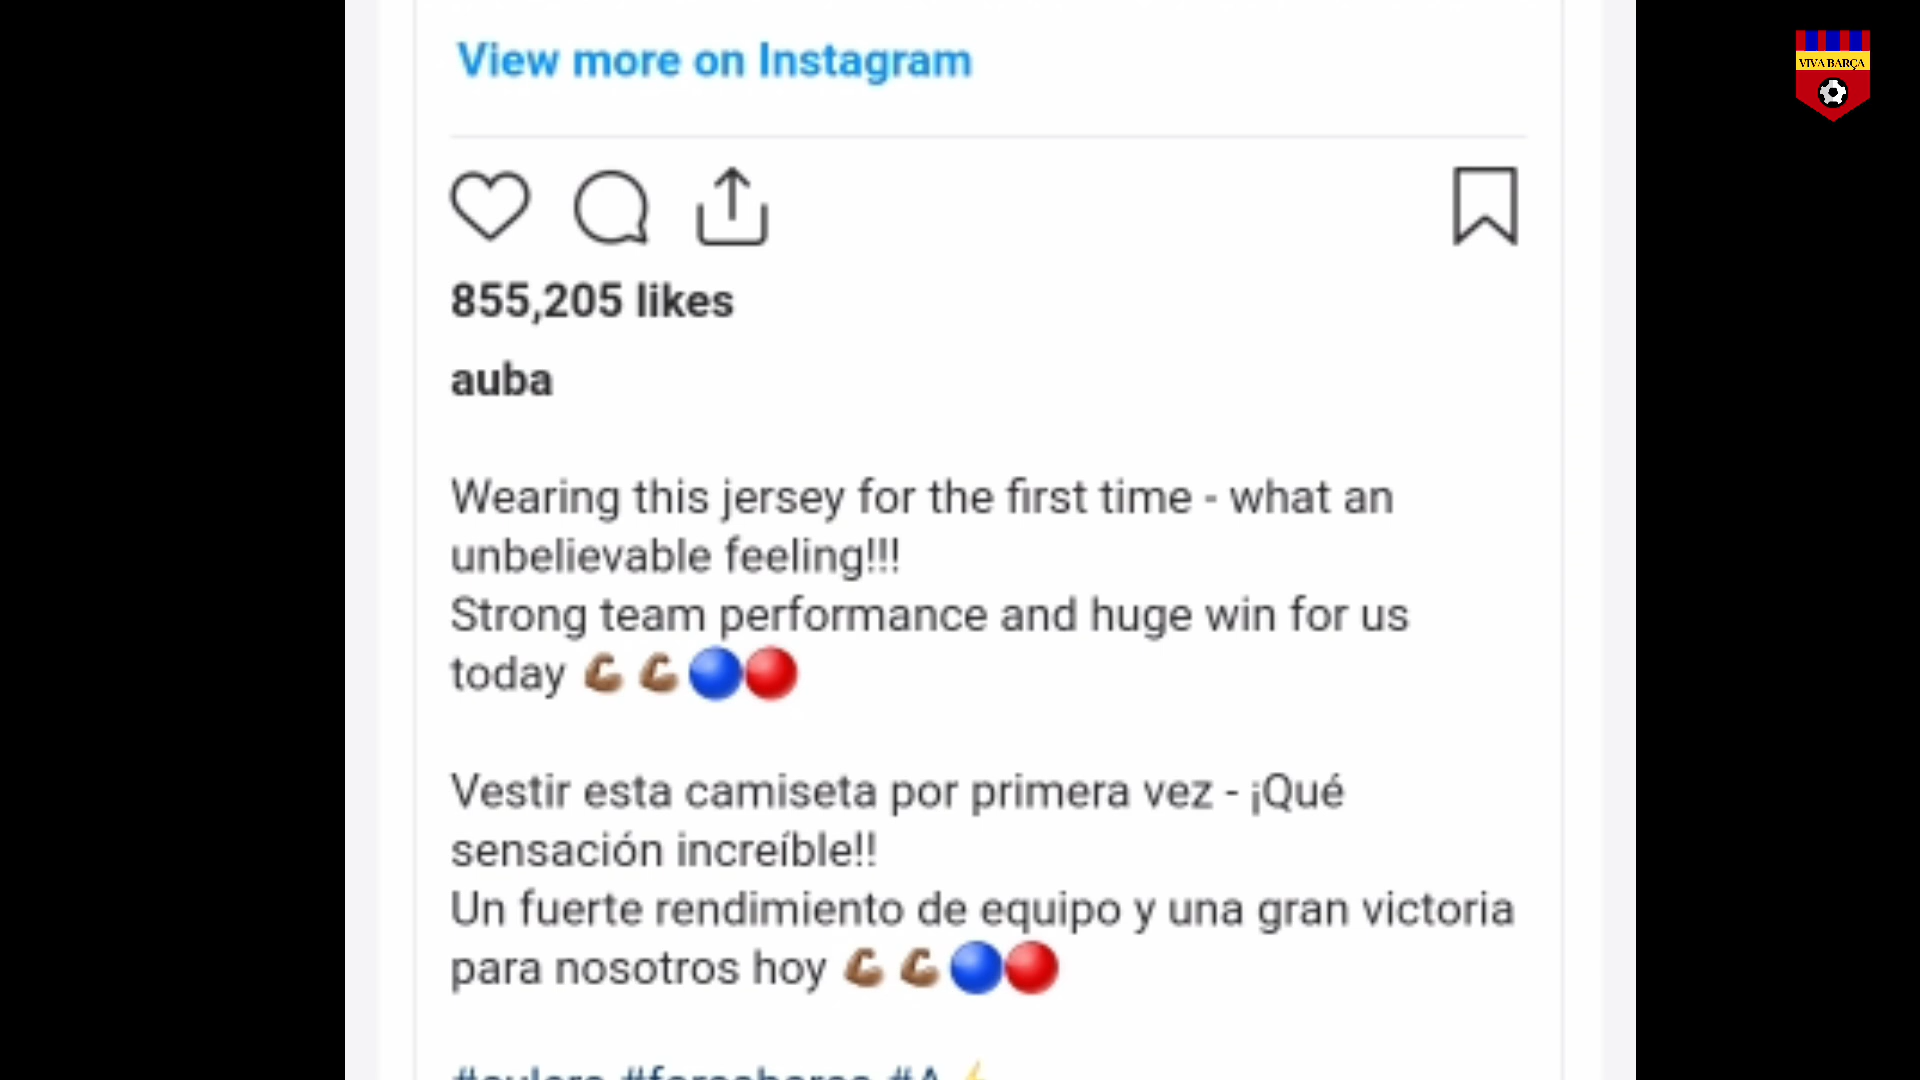 View more on Instagram
VIVA BARÇA
855,205 likes
auba
Wearing this jersey for the first time - what an
unbelievable feeling!!!
Strong team performance and huge win for us
today 💪🏾 💪🏾 🔵🔴
Vestir esta camiseta por primera vez - ¡Qué
sensación increíble!!
Un fuerte rendimiento de equipo y una gran victoria
para nosotros hoy 💪🏾 💪🏾 🔵🔴